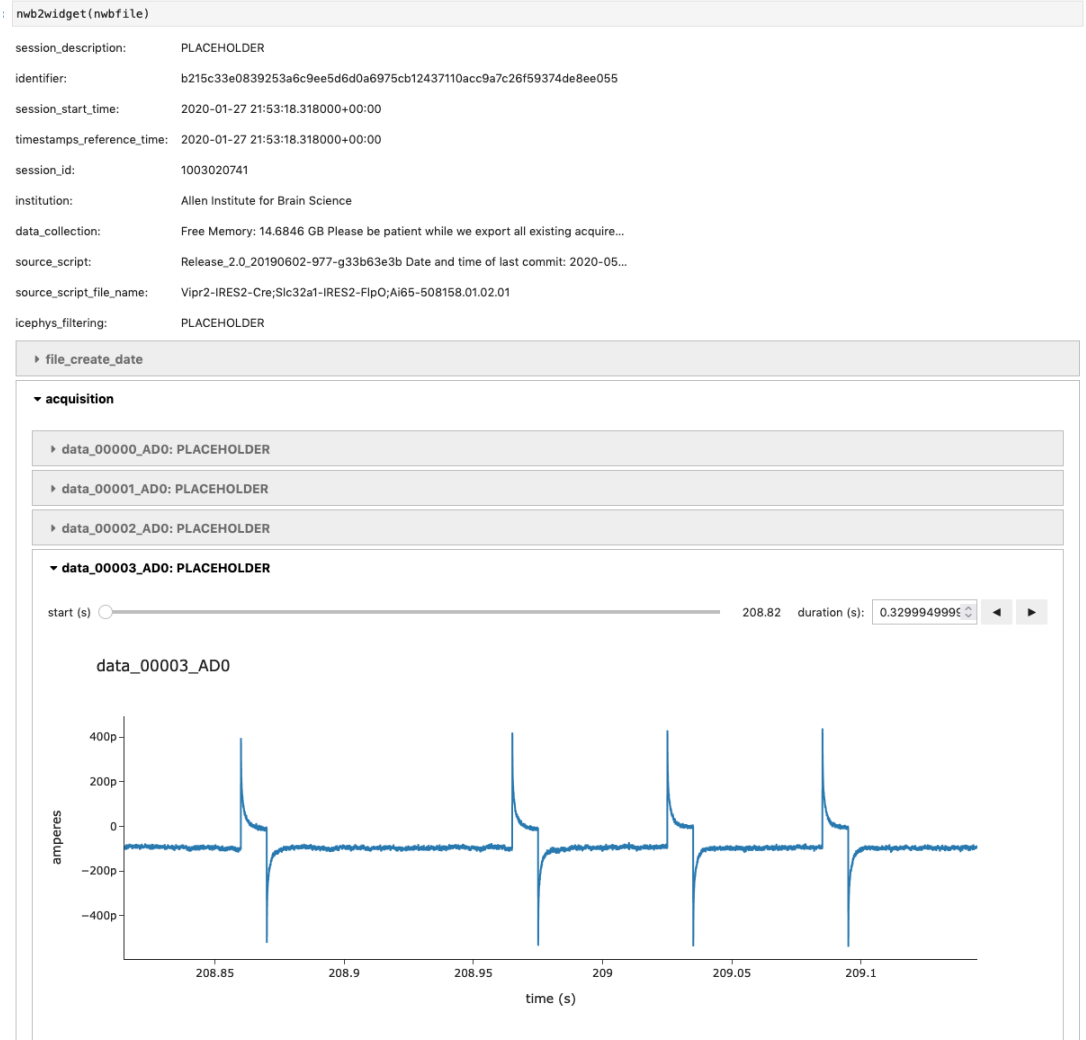 nwb2widget(nwbfile)
session_description: PLACEHOLDER
identifier: b215c33e0839253a6c9ee5d6d0a6975cb12437110acc9a7c26f59374de8ee055
session_start_time: 2020-01-27 21:53:18.318000+00:00
timestamps_reference_time: 2020-01-27 21:53:18.318000+00:00
session_id: 1003020741
institution: Allen Institute for Brain Science
data_collection: Free Memory: 14.6846 GB Please be patient while we export all existing acquire...
source_script: Release_2.0_20190602-977-g33b63e3b Date and time of last commit: 2020-05...
source_script_file_name: Vipr2-IRES2-Cre;Slc32a1-IRES2-FlpO;Ai65-508158.01.02.01
icephys_filtering: PLACEHOLDER
file_create_date
acquisition
data_00000_AD0: PLACEHOLDER
data_00001_AD0: PLACEHOLDER
data_00002_AD0: PLACEHOLDER
data_00003_AD0: PLACEHOLDER
start (s) 208.82 duration (s): 0.3299949999
data_00003_AD0
400p
200p
0
−200p
−400p
amperes
208.85 208.9 208.95 209 209.05 209.1
time (s)